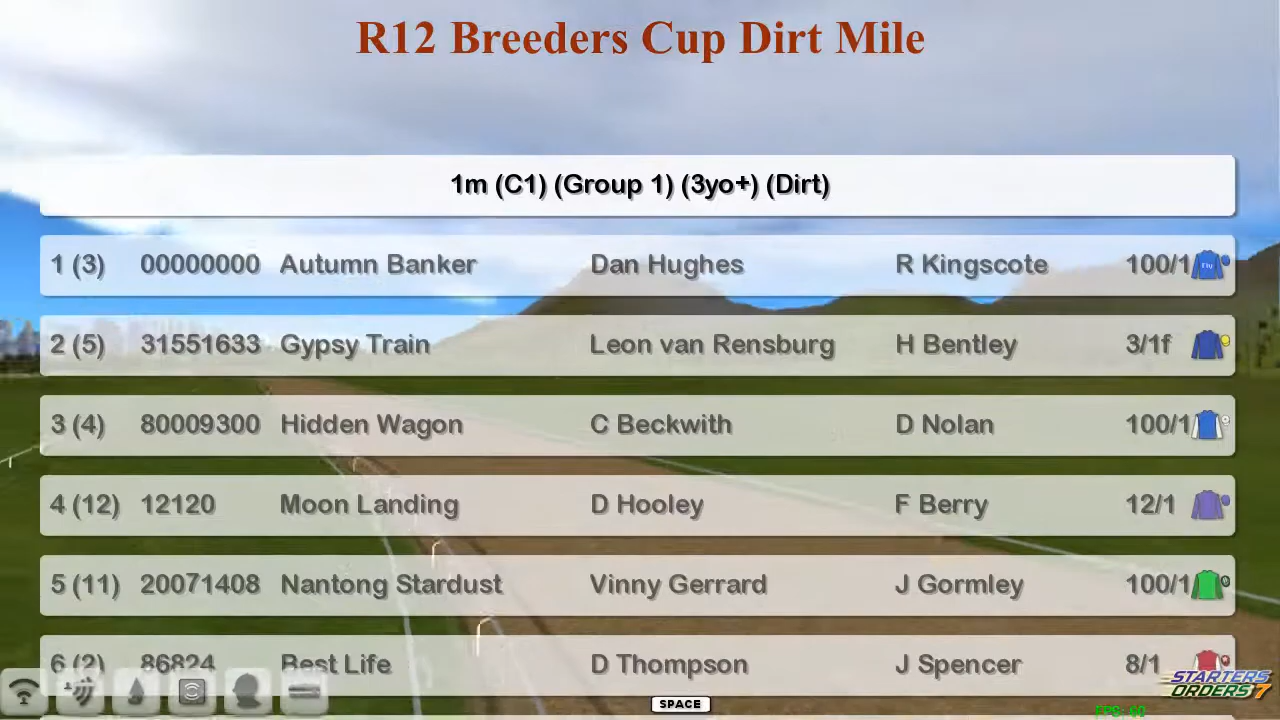 R12 Breeders Cup Dirt Mile
1m (C1) (Group 1) (3yo+) (Dirt)
1 (3) 00000000 Autumn Banker Dan Hughes R Kingscote 100/1 Fly
2 (5) 31551633 Gypsy Train Leon van Rensburg H Bentley 3/1f
3 (4) 80009300 Hidden Wagon C Beckwith D Nolan 100/1
4 (12) 12120 Moon Landing D Hooley F Berry 12/1
5 (11) 20071408 Nantong Stardust Vinny Gerrard J Gormley 100/1
6 (2) 86824 Best Life D Thompson J Spencer 8/1
STARTERS ORDERS 7
SPACE
FPS: 60